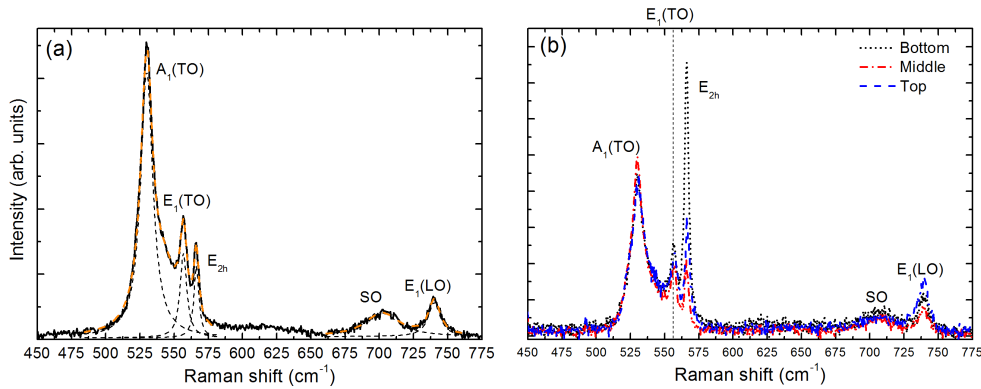 (a)
A1(TO)
E1(TO)
E2h
SO
E1(LO)
Intensity (arb. units)
450 475 500 525 550 575 600 625 650 675 700 725 750 775
Raman shift (cm-1)
E1(TO)
(b)
Bottom
Middle
Top
E2h
A1(TO)
E1(LO)
SO
450 475 500 525 550 575 600 625 650 675 700 725 750 775
Raman shift (cm-1)